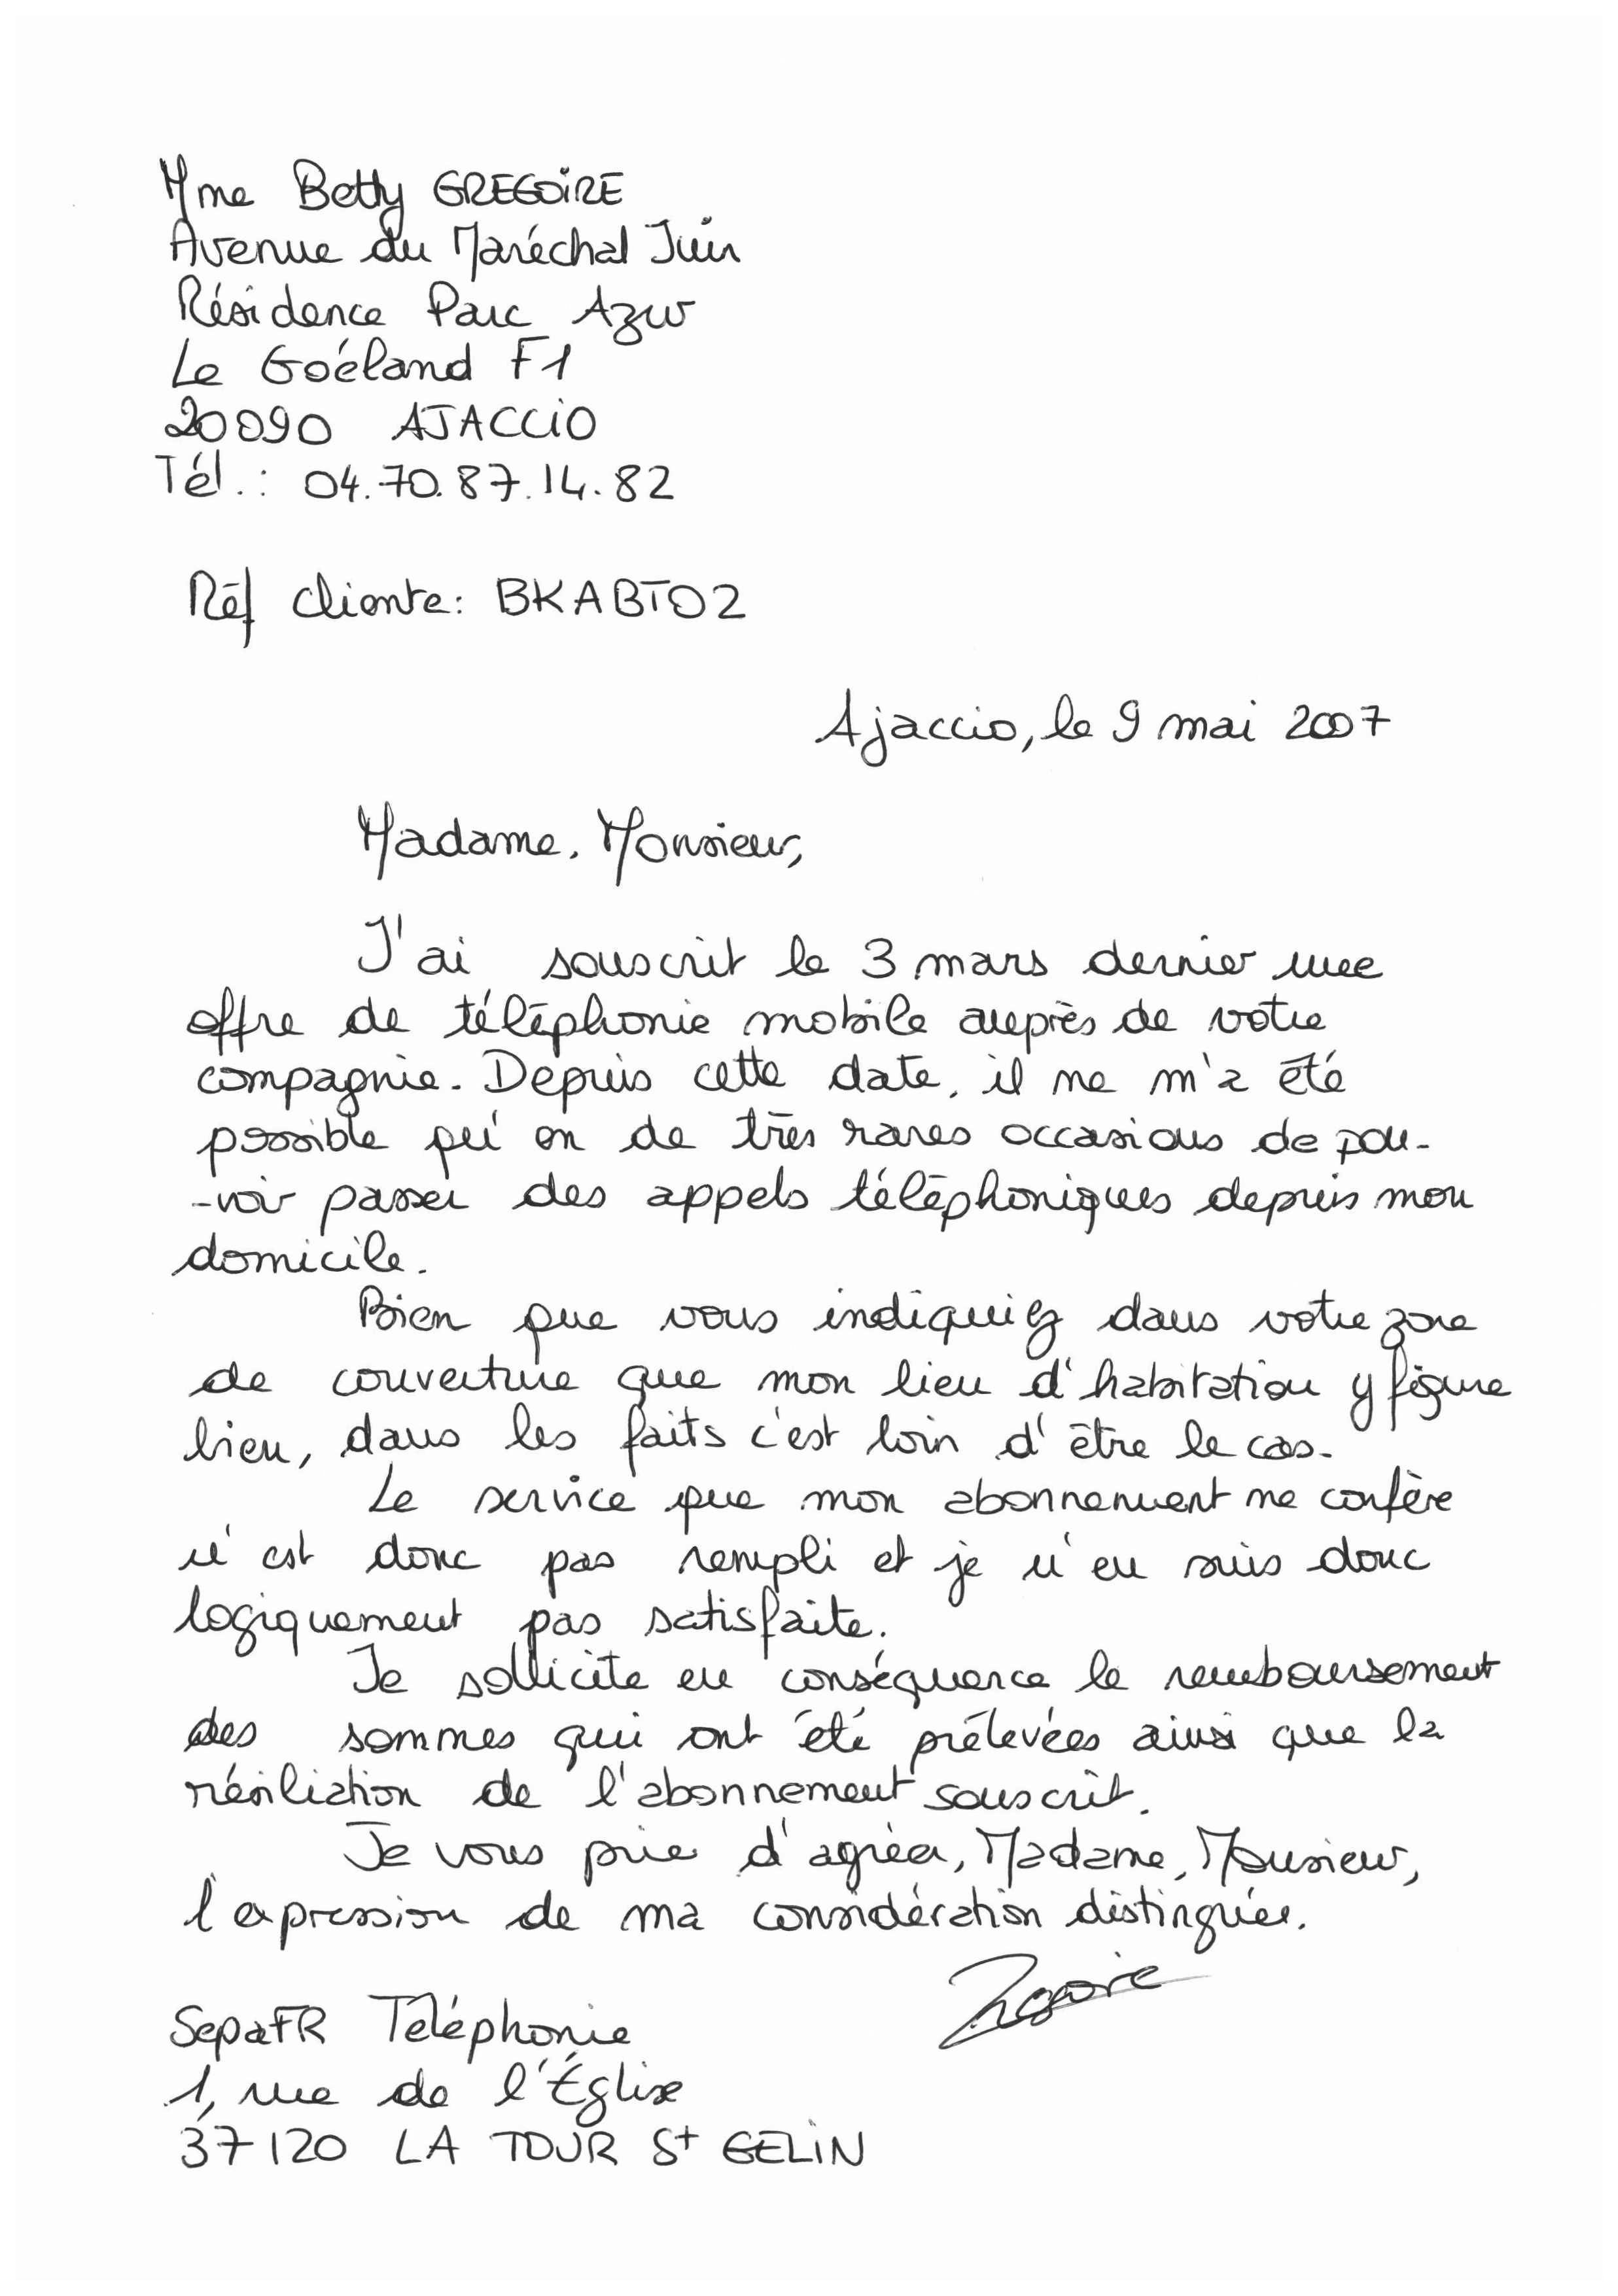 Mme Betty GREGOIRE
Avenue du Maréchal Juin
Résidence Parc Azur
Le Goéland F1
20090 AJACCIO
Tél.: 04.70.87.14.82
Réf cliente: BKABT02
Ajaccio, le 9 mai 2007
Madame, Monsieur,
J'ai souscrit le 3 mars dernier une
offre de téléphonie mobile auprès de votre
compagnie. Depuis cette date, il ne m'a été
possible qu'en de très rares occasions de pou-
-voir passer des appels téléphoniques depuis mon
domicile.
Bien que vous indiquiez dans votre zone
de couverture que mon lieu d'habitation y figure
bien, dans les faits c'est loin d'être le cas.
Le service que mon abonnement me confère
n'est donc pas rempli et je n'en suis donc
logiquement pas satisfaite.
Je sollicite en conséquence le remboursement
des sommes qui ont été prélevées ainsi que la
résiliation de l'abonnement souscrit.
Je vous prie d'agréer, Madame, Monsieur,
l'expression de ma considération distinguée.
SepaFR Téléphonie
1, rue de l'Église
37120 LA TOUR St GELIN